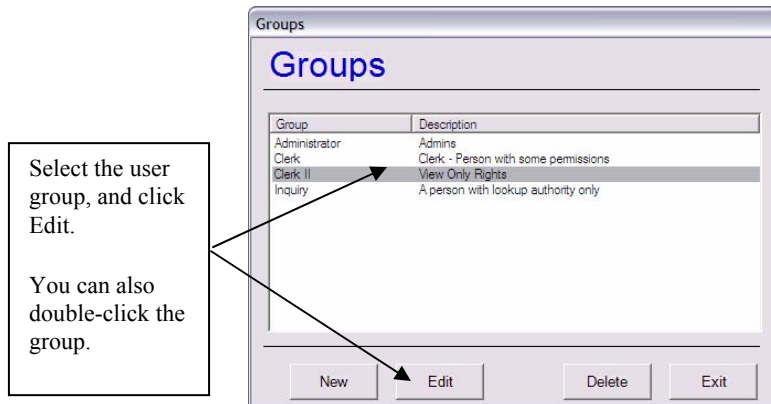 Groups
Groups
Group Description
Administrator Admins
Clerk Clerk - Person with some permissions
Clerk II View Only Rights
Inquiry A person with lookup authority only
Select the user
group, and click
Edit.
You can also
double-click the
group.
New Edit Delete Exit